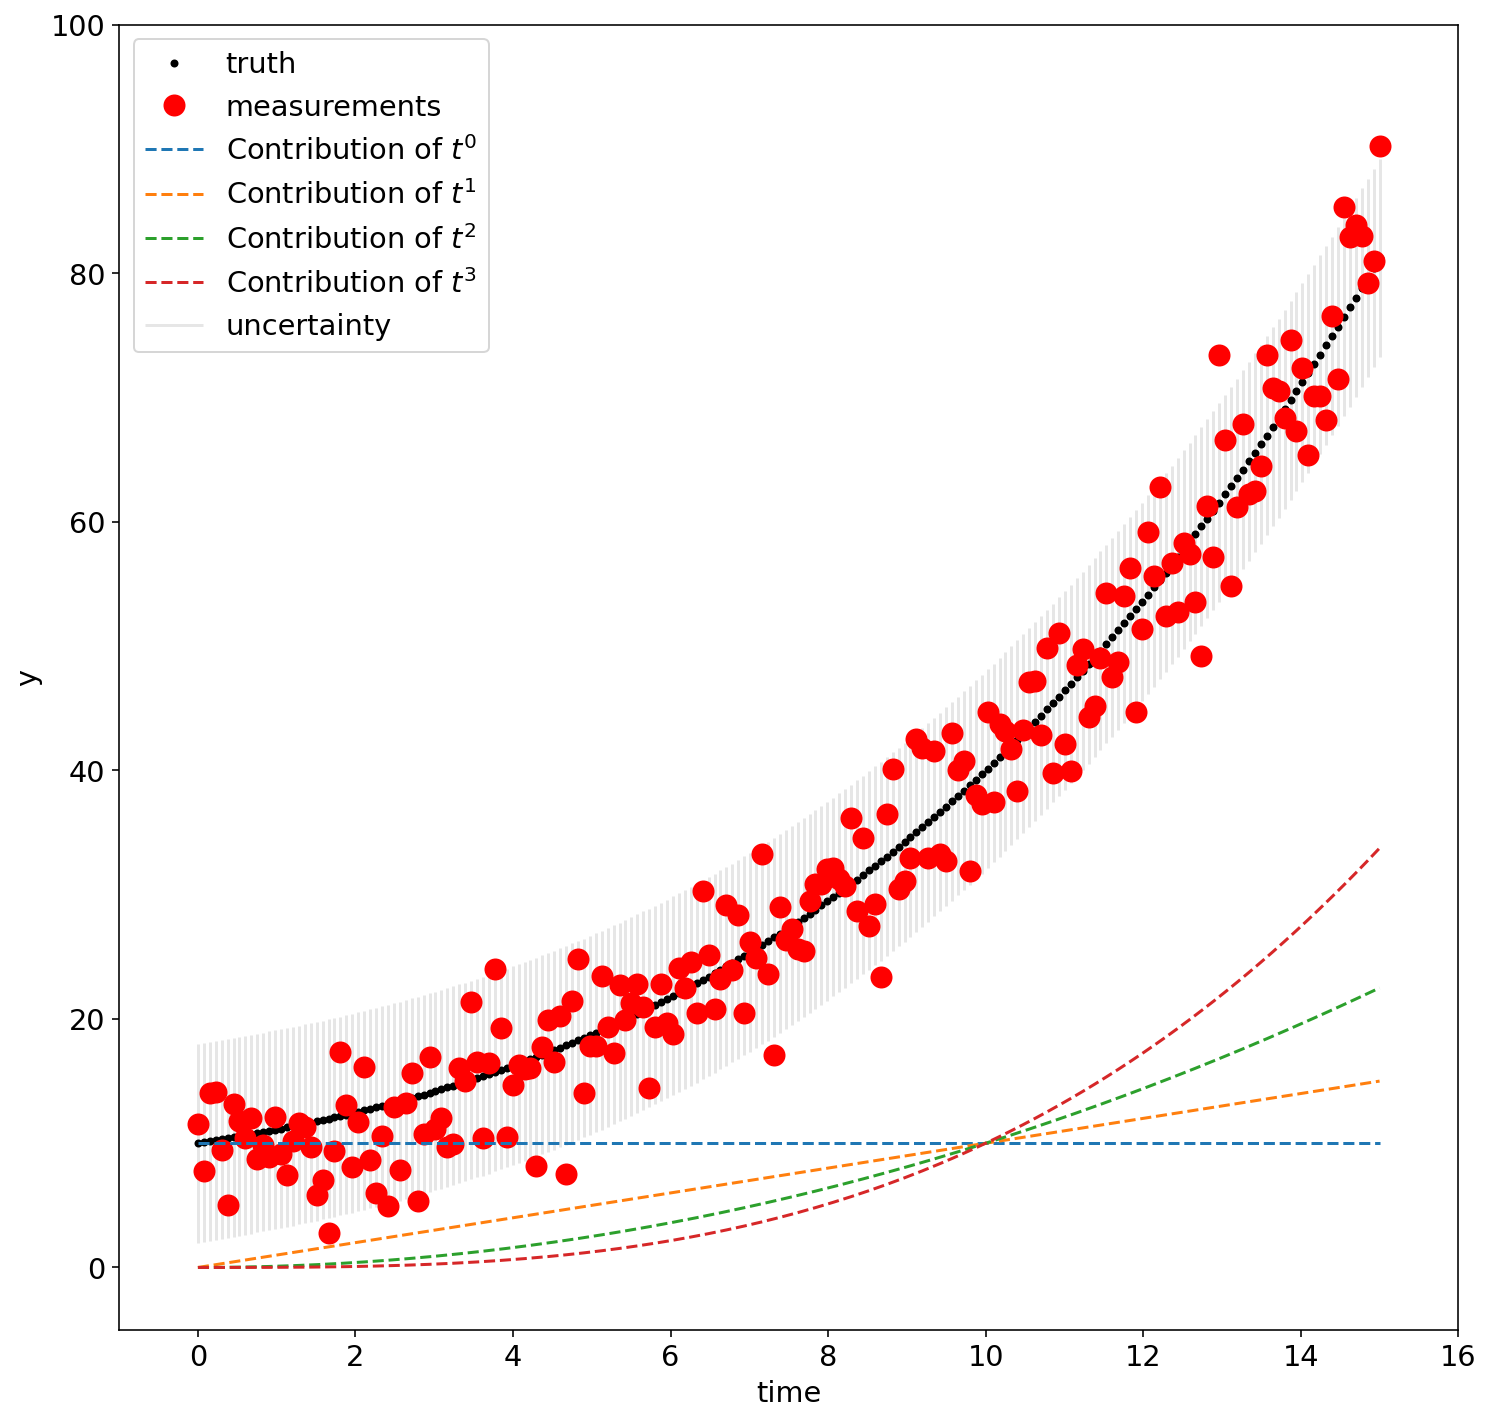 100
80
60
40
20
0
y
truth
measurements
Contribution of t⁰
Contribution of t¹
Contribution of t²
Contribution of t³
uncertainty
0 2 4 6 8 10 12 14 16
time